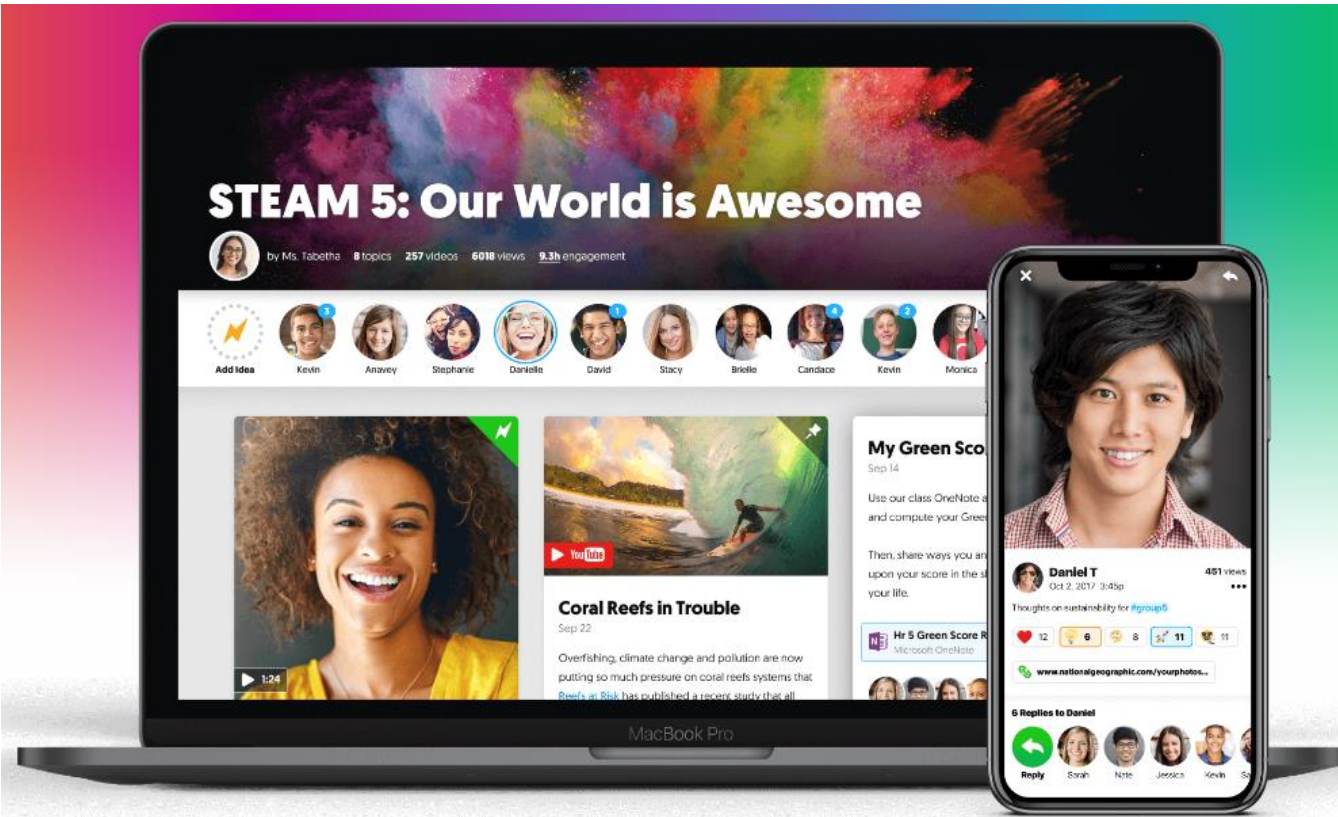 STEAM 5: Our World is Awesome
by Ms. Tabetha 8 topics 257 videos 6018 views 9.3h engagement
3
1
4
2
Add Idea Kevin Anavey Stephanie Danielle David Stacy Brielle Candace Kevin Monica
1:24
YouTube
Coral Reefs in Trouble
Sep 22
Overfishing, climate change and pollution are now
putting so much pressure on coral reefs systems that
Reefs at Risk has published a recent study that all
My Green Sco
Sep 14
Use our class OneNote a
and compute your Gree
Then, share ways you an
upon your score in the s
your life.
N
Hr 5 Green Score R
Microsoft OneNote
MacBook Pro
Daniel T
451 views
Oct 2, 2017 3:45p
Thoughts on sustainability for #group5
12 6 8 11 11
www.nationalgeographic.com/yourphotos...
6 Replies to Daniel
Reply Sarah Nate Jessica Kevin Sa